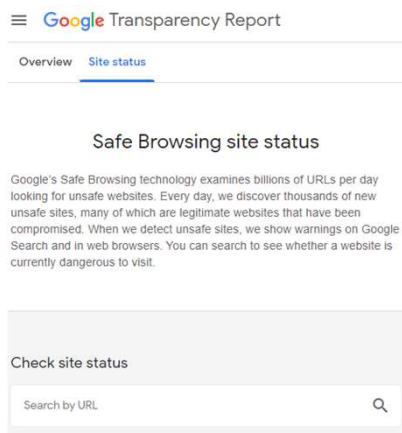 Google Transparency Report
Overview Site status
Safe Browsing site status
Google's Safe Browsing technology examines billions of URLs per day
looking for unsafe websites. Every day, we discover thousands of new
unsafe sites, many of which are legitimate websites that have been
compromised. When we detect unsafe sites, we show warnings on Google
Search and in web browsers. You can search to see whether a website is
currently dangerous to visit.
Check site status
Search by URL